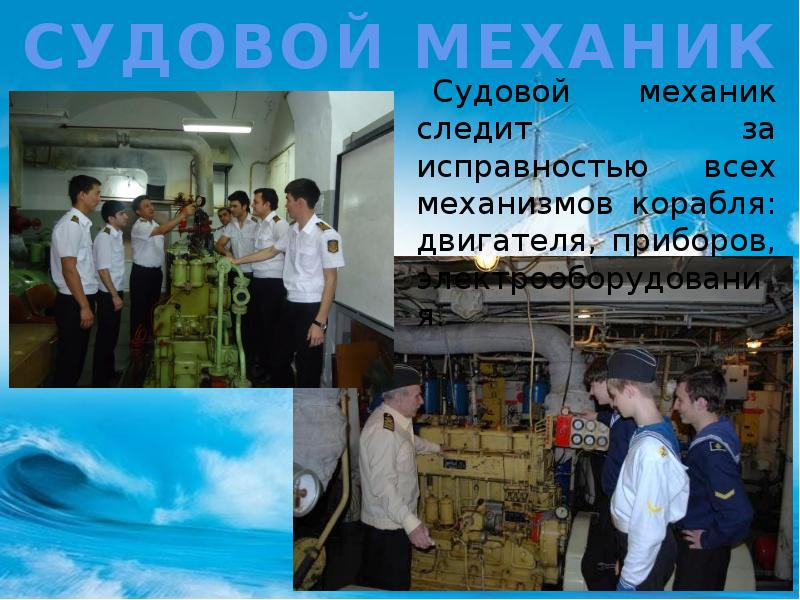 СУДОВОЙ МЕХАНИК
Судовой механик
следит за
исправностью всех
механизмов корабля:
двигателя, приборов,
электрооборудовани
я.